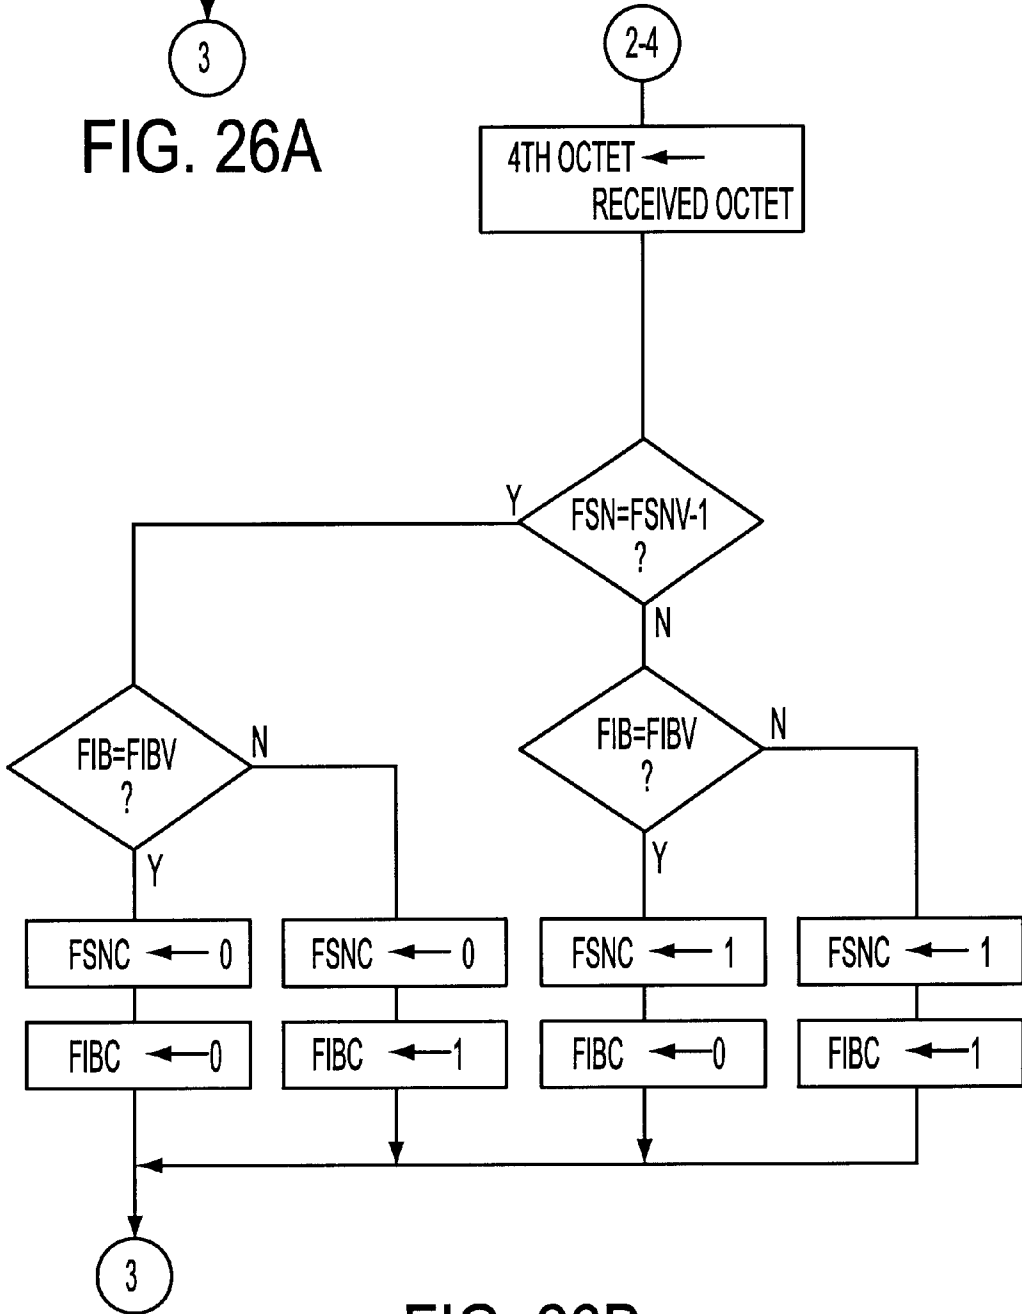 3
FIG. 26A
2-4
4TH OCTET ←
RECEIVED OCTET
Y
FSN=FSNV-1
?
N
FIB=FIBV
?
N
Y
FIB=FIBV
?
N
Y
FSNC ← 0
FSNC ← 0
FSNC ← 1
FSNC ← 1
FIBC ← 0
FIBC ← 1
FIBC ← 0
FIBC ← 1
3